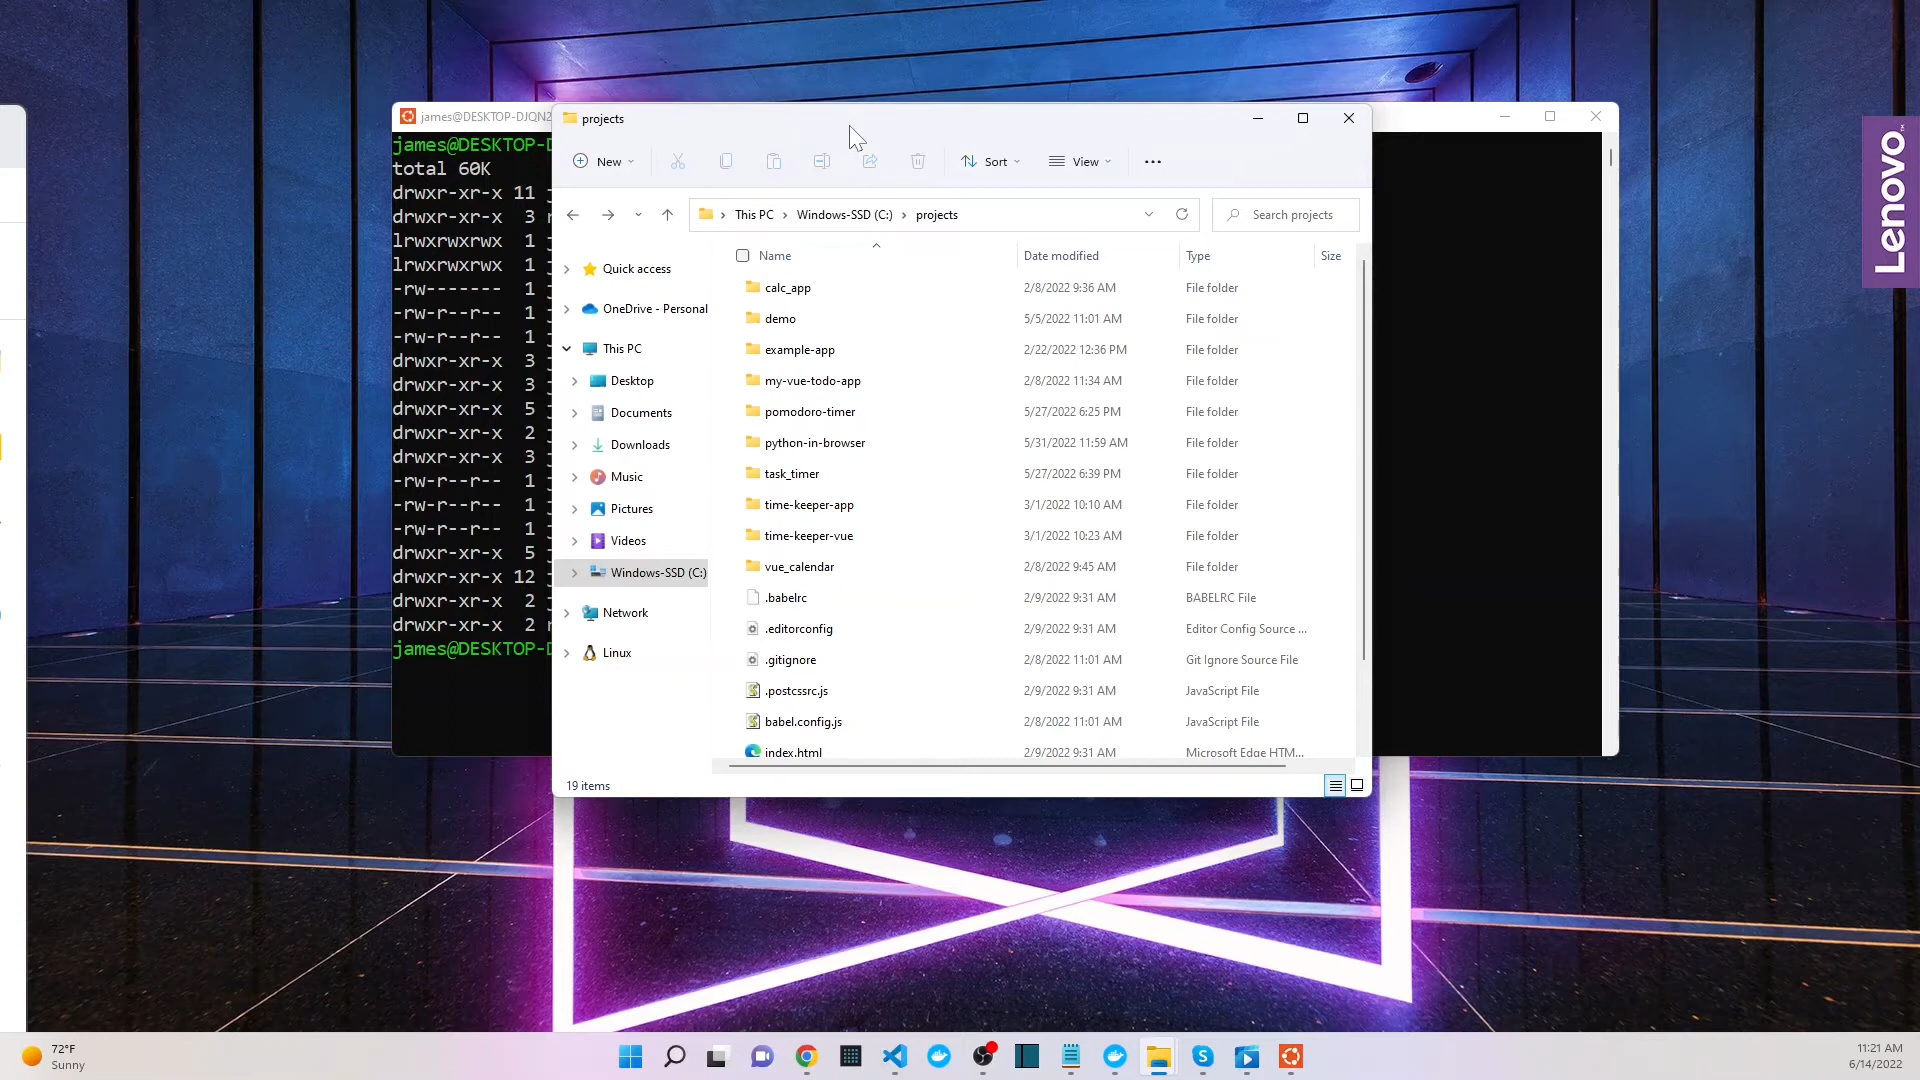 james@DESKTOP-DJQN2
james@DESKTOP-D
total 60K
drwxr-xr-x 11 j
drwxr-xr-x 3 r
lrwxrwxrwx 1 j
lrwxrwxrwx 1 j
-rw------- 1 j
-rw-r--r-- 1 j
-rw-r--r-- 1 j
drwxr-xr-x 3 j
drwxr-xr-x 3 j
drwxr-xr-x 5 j
drwxr-xr-x 2 j
drwxr-xr-x 3 j
-rw-r--r-- 1 j
-rw-r--r-- 1 j
-rw-r--r-- 1 j
drwxr-xr-x 5 j
drwxr-xr-x 12 j
drwxr-xr-x 2 j
drwxr-xr-x 2 r
james@DESKTOP-D
projects
New Sort View
This PC Windows-SSD (C:) projects Search projects
Quick access
OneDrive - Personal
This PC
Desktop
Documents
Downloads
Music
Pictures
Videos
Windows-SSD (C:)
Network
Linux
Name Date modified Type Size
calc_app 2/8/2022 9:36 AM File folder
demo 5/5/2022 11:01 AM File folder
example-app 2/22/2022 12:36 PM File folder
my-vue-todo-app 2/8/2022 11:34 AM File folder
pomodoro-timer 5/27/2022 6:25 PM File folder
python-in-browser 5/31/2022 11:59 AM File folder
task_timer 5/27/2022 6:39 PM File folder
time-keeper-app 3/1/2022 10:10 AM File folder
time-keeper-vue 3/1/2022 10:23 AM File folder
vue_calendar 2/8/2022 9:45 AM File folder
.babelrc 2/9/2022 9:31 AM BABELRC File
.editorconfig 2/9/2022 9:31 AM Editor Config Source ...
.gitignore 2/8/2022 11:01 AM Git Ignore Source File
.postcssrc.js 2/9/2022 9:31 AM JavaScript File
babel.config.js 2/8/2022 11:01 AM JavaScript File
index.html 2/9/2022 9:31 AM Microsoft Edge HTM...
19 items
Lenovo™
72°F
Sunny
11:21 AM
6/14/2022